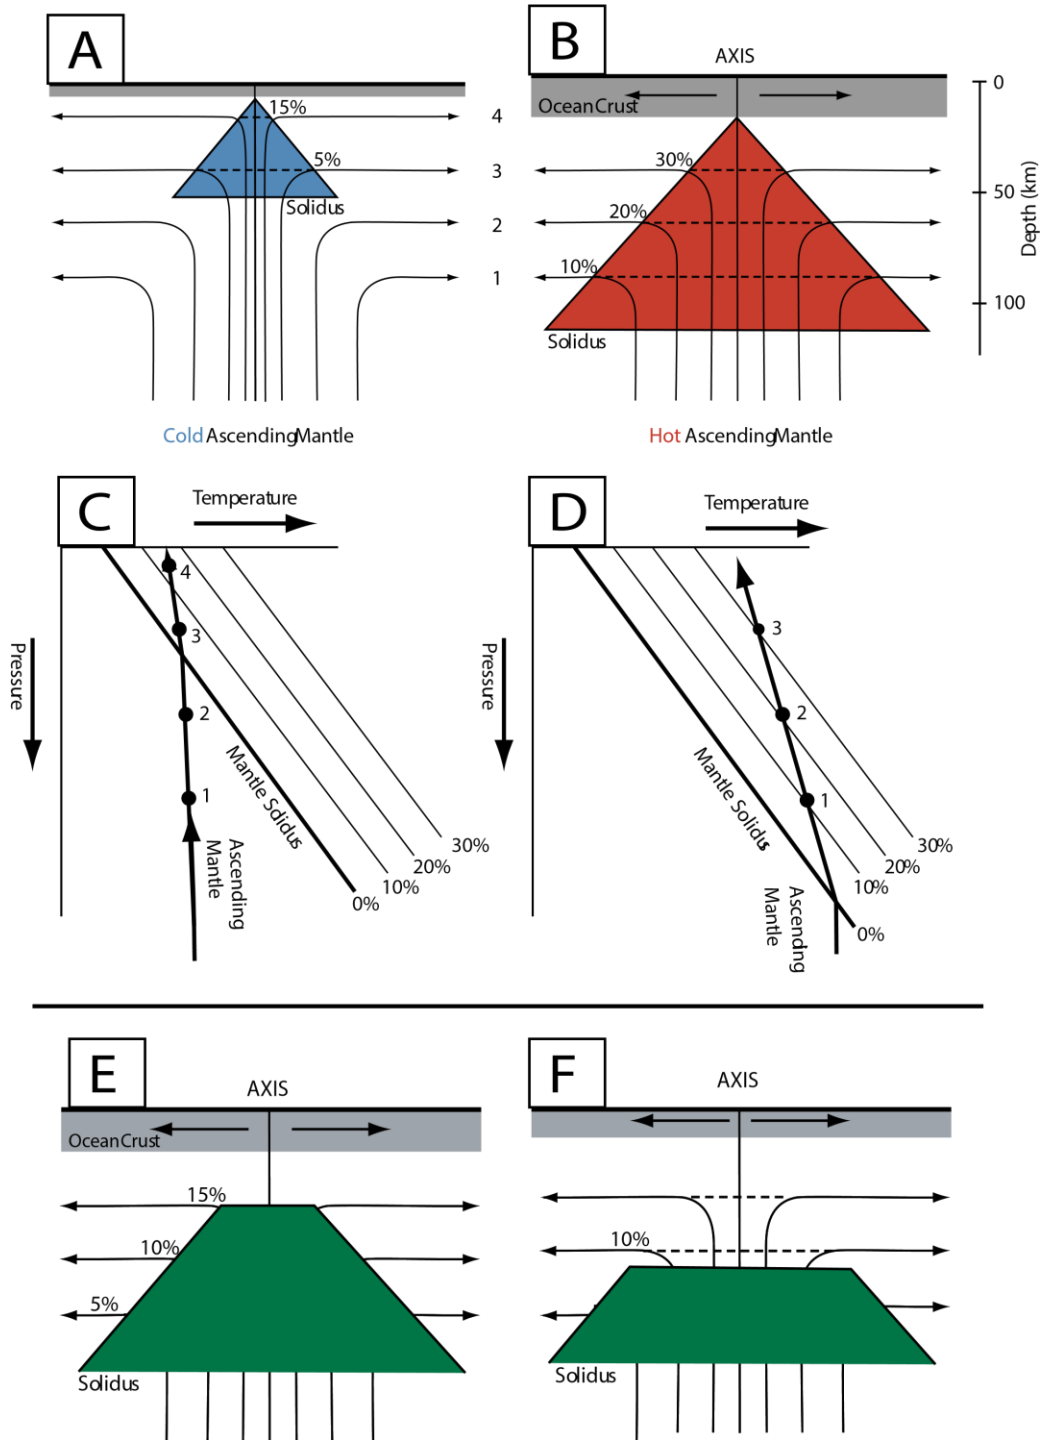 A
B
AXIS
Ocean Crust
0
50
100
Depth (km)
15%
5%
Solidus
4
3
2
1
30%
20%
10%
Solidus
Cold Ascending Mantle
Hot Ascending Mantle
C
Temperature
Pressure
4
3
2
1
Mantle Sdidus
Ascending
Mantle
30%
20%
10%
0%
D
Temperature
Pressure
3
2
1
Mantle Solidus
Ascending
Mantle
30%
20%
10%
0%
E
AXIS
Ocean Crust
15%
10%
5%
Solidus
F
AXIS
10%
Solidus